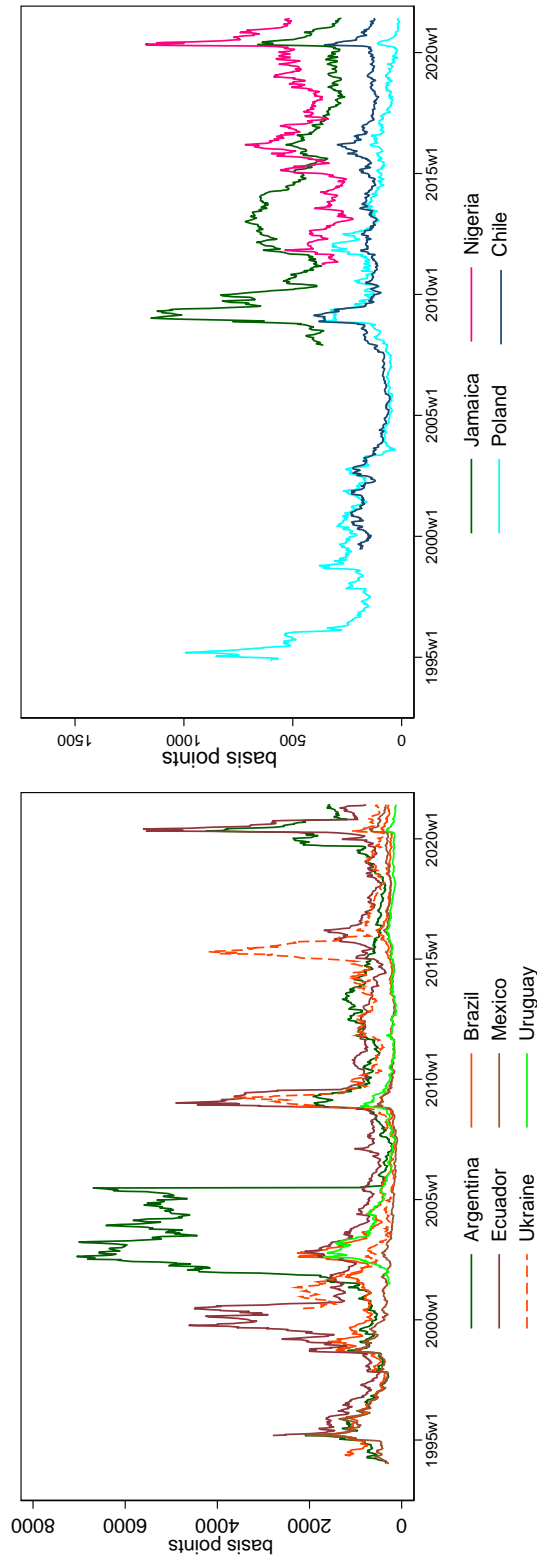 8000
6000
4000
2000
0
basis points
1995w1 2000w1 2005w1 2010w1 2015w1 2020w1
Argentina Brazil
Ecuador Mexico
Ukraine Uruguay
1500
1000
500
0
basis points
1995w1 2000w1 2005w1 2010w1 2015w1 2020w1
Jamaica Nigeria
Poland Chile